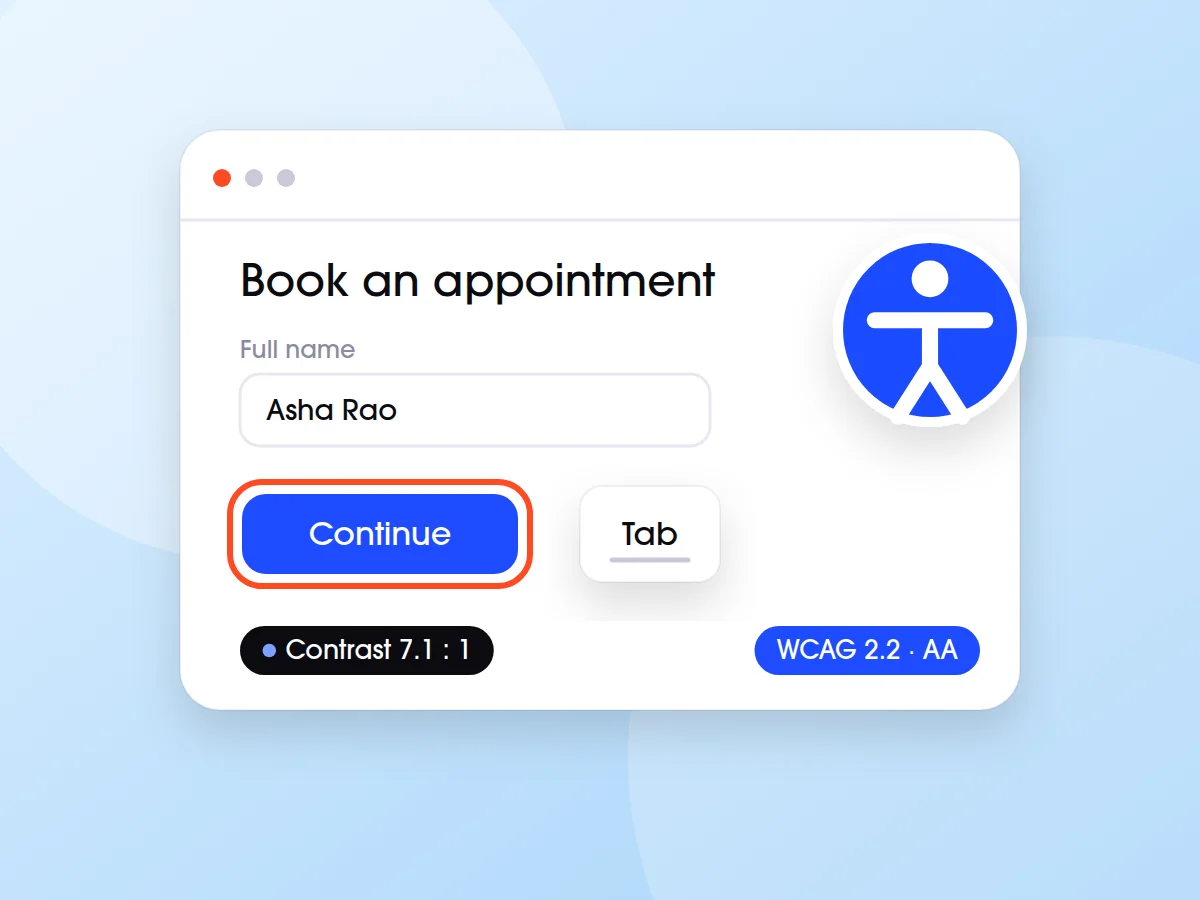 Book an appointment
Full name
Asha Rao
Continue
Tab
Contrast 7.1 : 1
WCAG 2.2 · AA